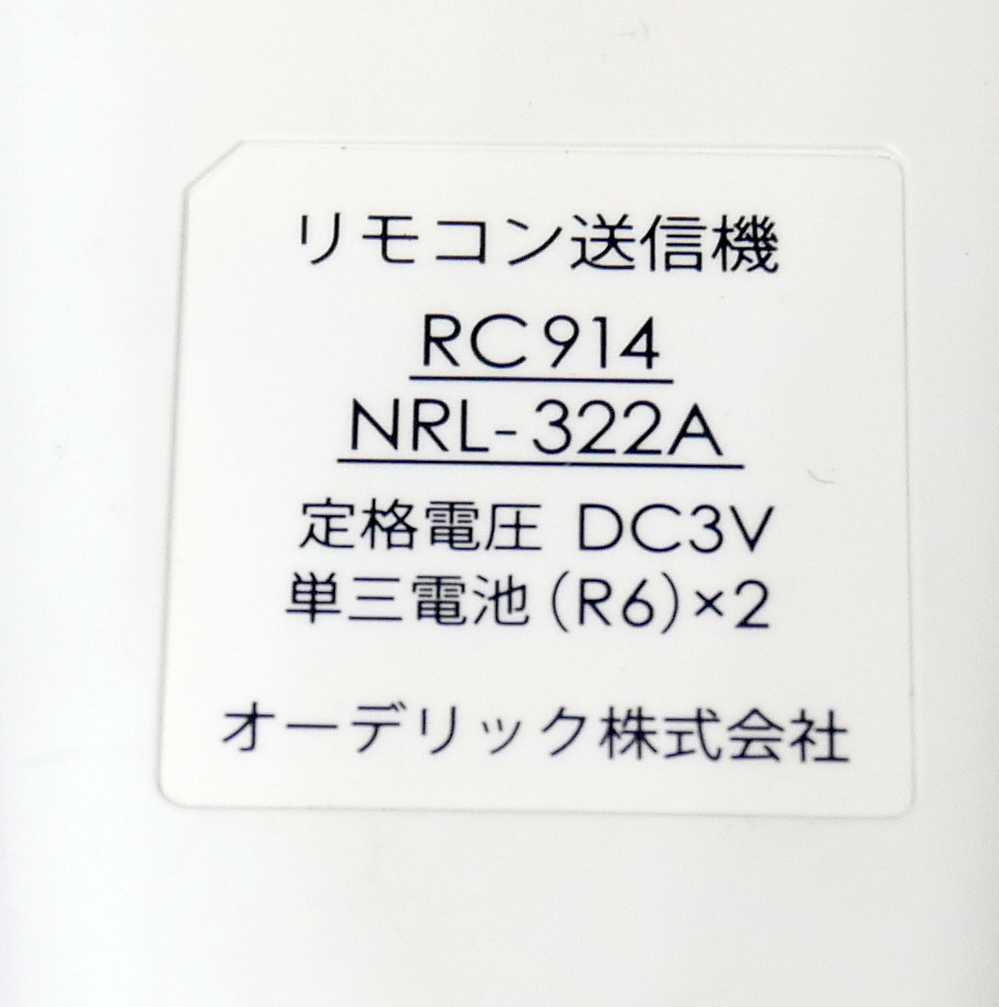 リモコン送信機
RC914
NRL-322A
定格電圧 DC3V
単三電池(R6)×2
オーデリック株式会社